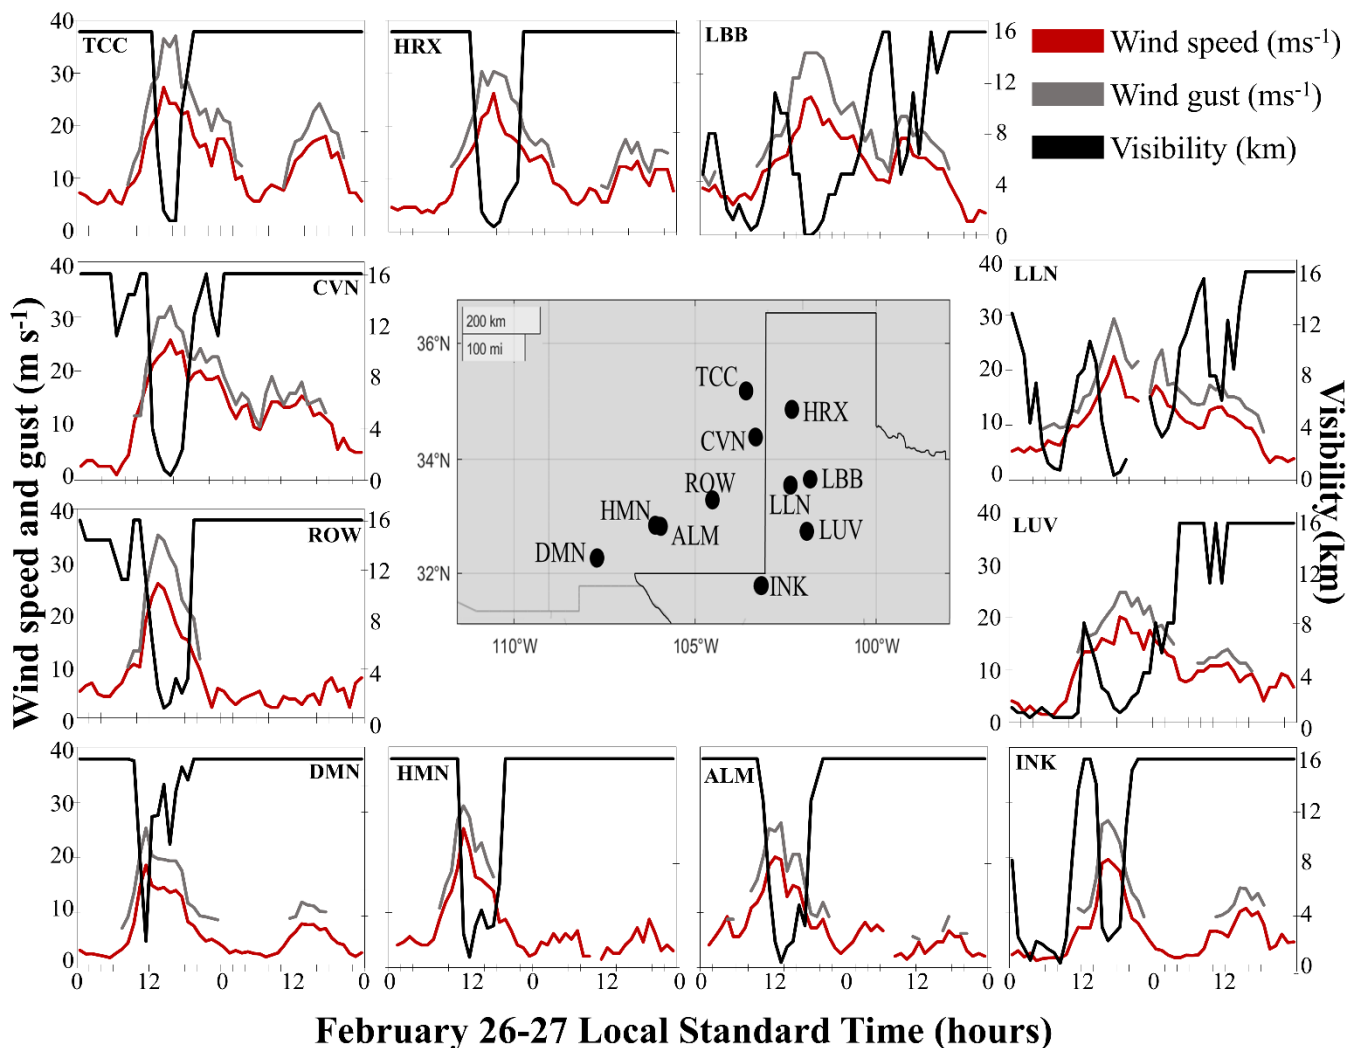 TCC
HRX
LBB
Wind speed (ms⁻¹)
Wind gust (ms⁻¹)
Visibility (km)
40
30
20
10
0
16
12
8
4
0
CVN
40
30
20
10
0
16
12
8
4
0
200 km
100 mi
36°N
34°N
32°N
110°W
105°W
100°W
TCC
HRX
CVN
ROW
LBB
LLN
HMN
ALM
LUV
DMN
INK
LLN
40
30
20
10
0
16
12
8
4
0
ROW
40
30
20
10
0
16
12
8
4
0
LUV
40
30
20
10
0
16
12
8
4
0
DMN
40
30
20
10
0
HMN
ALM
INK
16
12
8
4
0
0 12 0 12 0
12 0 12 0
12 0 12 0
12 0 12 0
Wind speed and gust (m s⁻¹)
Visibility (km)
February 26-27 Local Standard Time (hours)